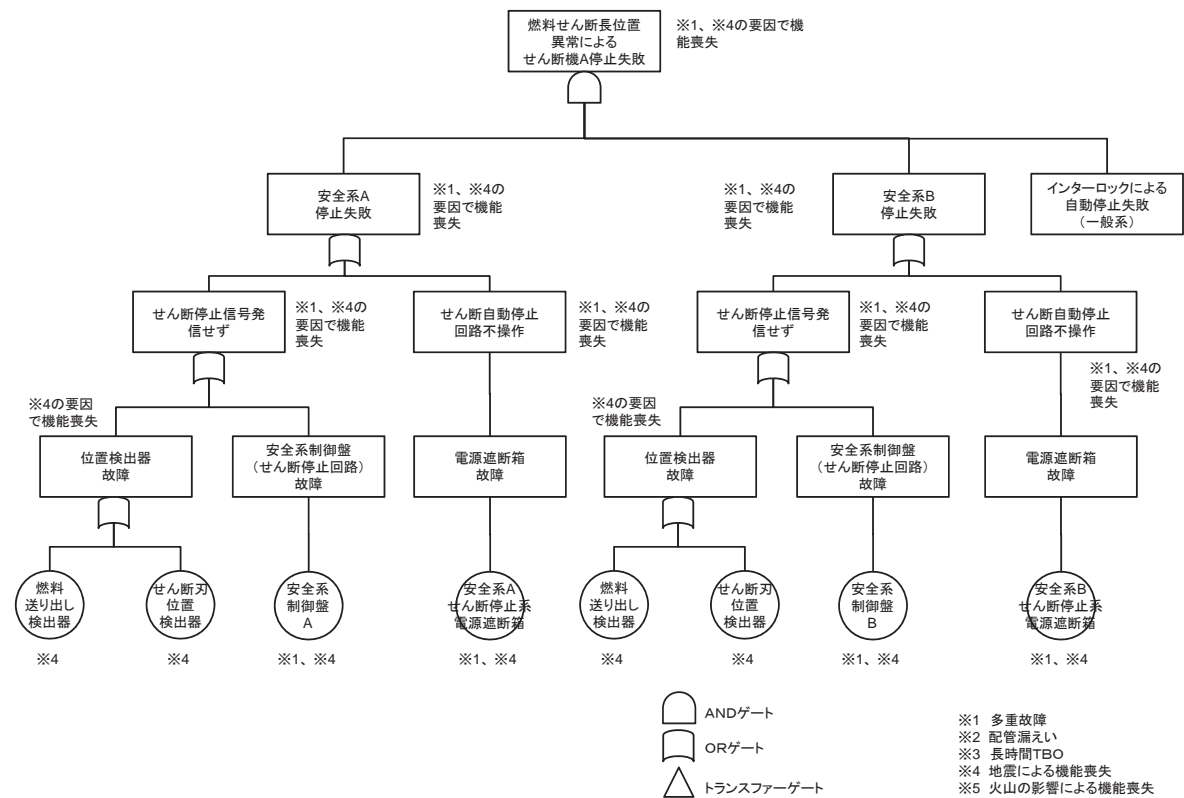 燃料せん断長位置
異常による
せん断機A停止失敗
※1、※4の要因で機
能喪失
安全系A
停止失敗
※1、※4の
要因で機能
喪失
※1、※4の
要因で機能
喪失
安全系B
停止失敗
インターロックによる
自動停止失敗
（一般系）
せん断停止信号発
信せず
※1、※4の
要因で機能
喪失
せん断自動停止
回路不操作
※1、※4の
要因で機能
喪失
せん断停止信号発
信せず
※1、※4の
要因で機能
喪失
せん断自動停止
回路不操作
※1、※4の
要因で機能
喪失
※4の要因
で機能喪失
位置検出器
故障
安全系制御盤
（せん断停止回路）
故障
電源遮断箱
故障
※4の要因
で機能喪失
位置検出器
故障
安全系制御盤
（せん断停止回路）
故障
電源遮断箱
故障
燃料
送り出し
検出器
せん断刃
位置
検出器
安全系
制御盤
A
安全系A
せん断停止系
電源遮断箱
燃料
送り出し
検出器
せん断刃
位置
検出器
安全系
制御盤
B
安全系B
せん断停止系
電源遮断箱
※4
※4
※1、※4
※1、※4
※4
※4
※1、※4
※1、※4
ANDゲート
ORゲート
トランスファーゲート
※1 多重故障
※2 配管漏えい
※3 長時間TBO
※4 地震による機能喪失
※5 火山の影響による機能喪失